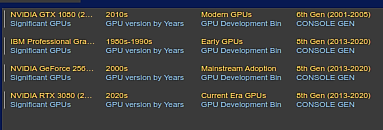 NVIDIA GTX 1060 (2... 2010s Modern GPUs 6th Gen (2001-2005)
Significant GPUs GPU version by Years GPU Development Bin CONSOLE GEN
IBM Professional Gra... 1950s-1990s Early GPUs 8th Gen (2013-2020)
Significant GPUs GPU version by Years GPU Development Bin CONSOLE GEN
NVIDIA GeForce 256... 2000s Mainstream Adoption 8th Gen (2013-2020)
Significant GPUs GPU version by Years GPU Development Bin CONSOLE GEN
NVIDIA RTX 3080 (2... 2020s Current Era GPUs 8th Gen (2013-2020)
Significant GPUs GPU version by Years GPU Development Bin CONSOLE GEN